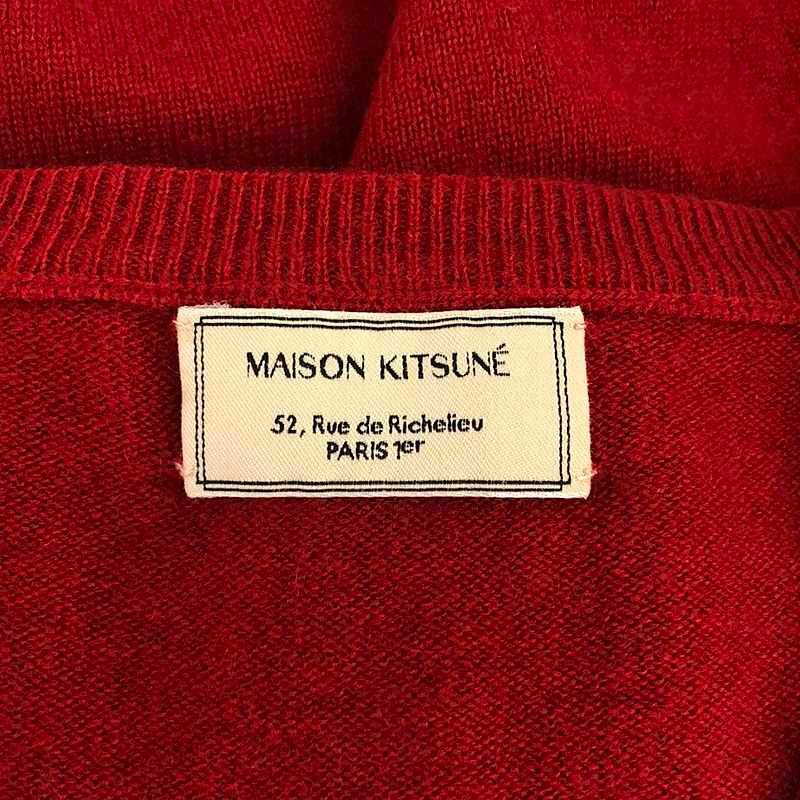 MAISON KITSUNÉ
52, Rue de Richelieu
PARIS 1er